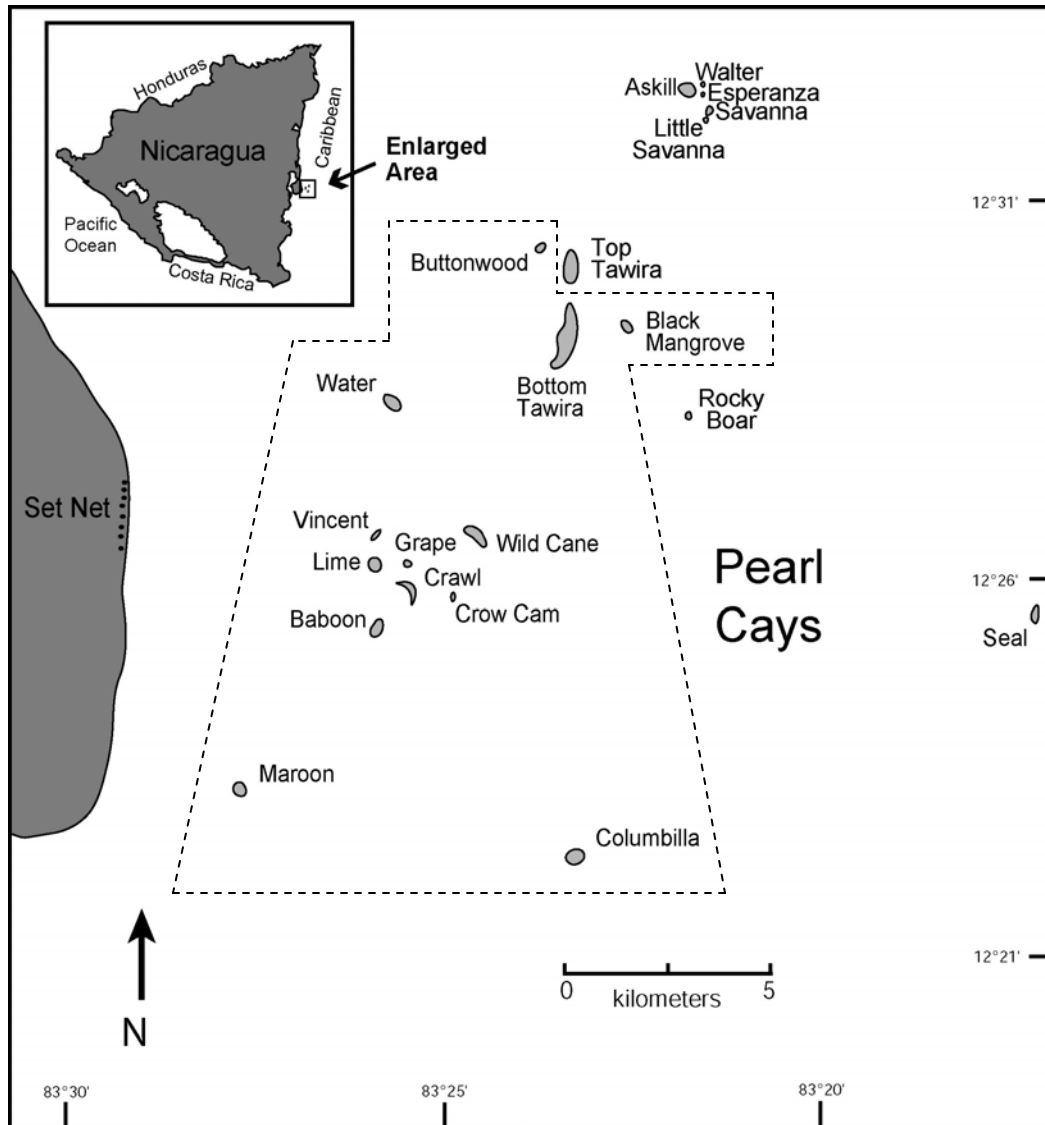 Honduras
Nicaragua
Caribbean
Enlarged
Area
Pacific
Ocean
Costa Rica
Walter
Askill
Esperanza
Savanna
Little
Savanna
12°31'
Buttonwood
Top
Tawira
Black
Mangrove
Water
Bottom
Tawira
Rocky
Boar
Set Net
Vincent
Grape
Wild Cane
Lime
Crawl
Crow Cam
Baboon
Pearl
Cays
12°26'
Seal
Maroon
Columbilla
12°21'
0
5
kilometers
N
83°30'
83°25'
83°20'